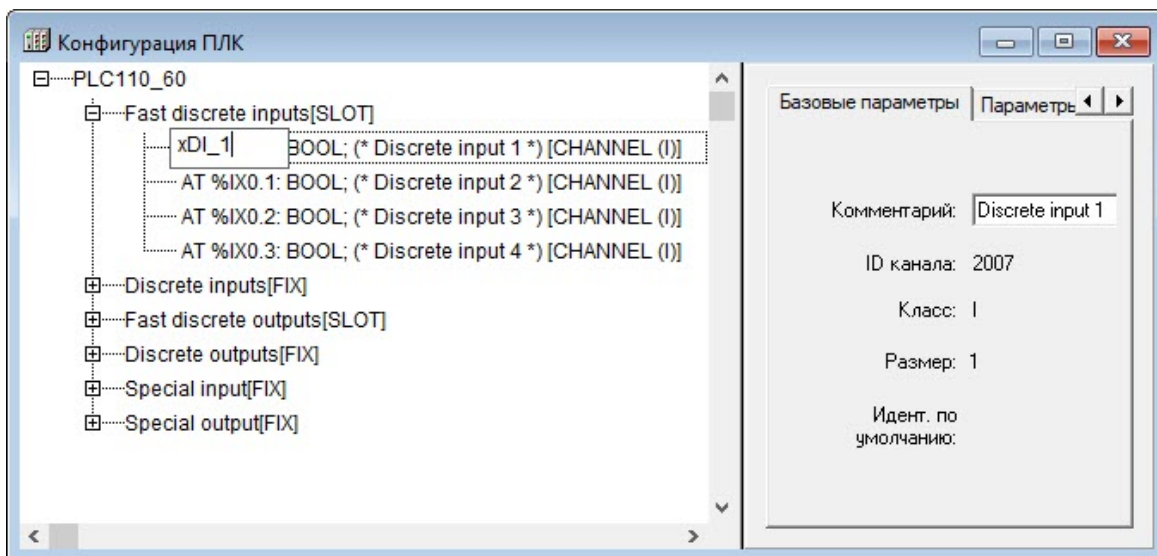 Конфигурация ПЛК
PLC110_60
Fast discrete inputs[SLOT]
xDI_1 BOOL; (* Discrete input 1 *) [CHANNEL (I)]
AT %IX0.1: BOOL; (* Discrete input 2 *) [CHANNEL (I)]
AT %IX0.2: BOOL; (* Discrete input 3 *) [CHANNEL (I)]
AT %IX0.3: BOOL; (* Discrete input 4 *) [CHANNEL (I)]
Discrete inputs[FIX]
Fast discrete outputs[SLOT]
Discrete outputs[FIX]
Special input[FIX]
Special output[FIX]
Базовые параметры Параметры
Комментарий: Discrete input 1
ID канала: 2007
Класс: I
Размер: 1
Идент. по
умолчанию: